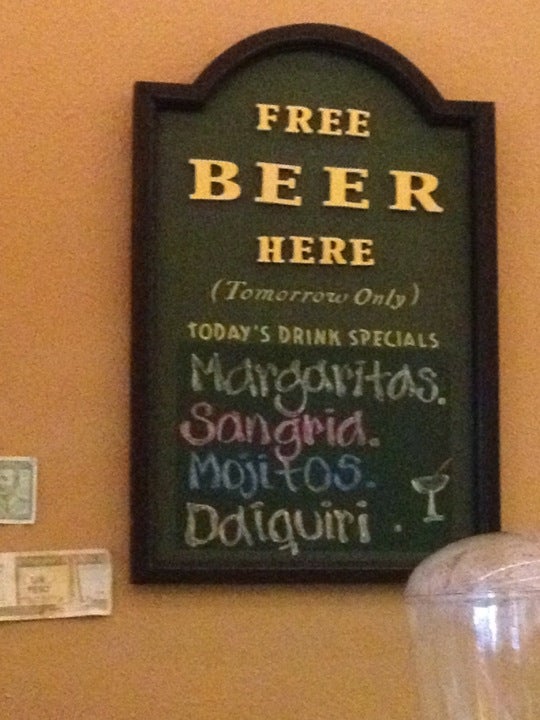 FREE
BEER
HERE
(Tomorrow Only)
TODAY'S DRINK SPECIALS
Margaritas.
Sangria.
Mojitos.
Daiquiri .